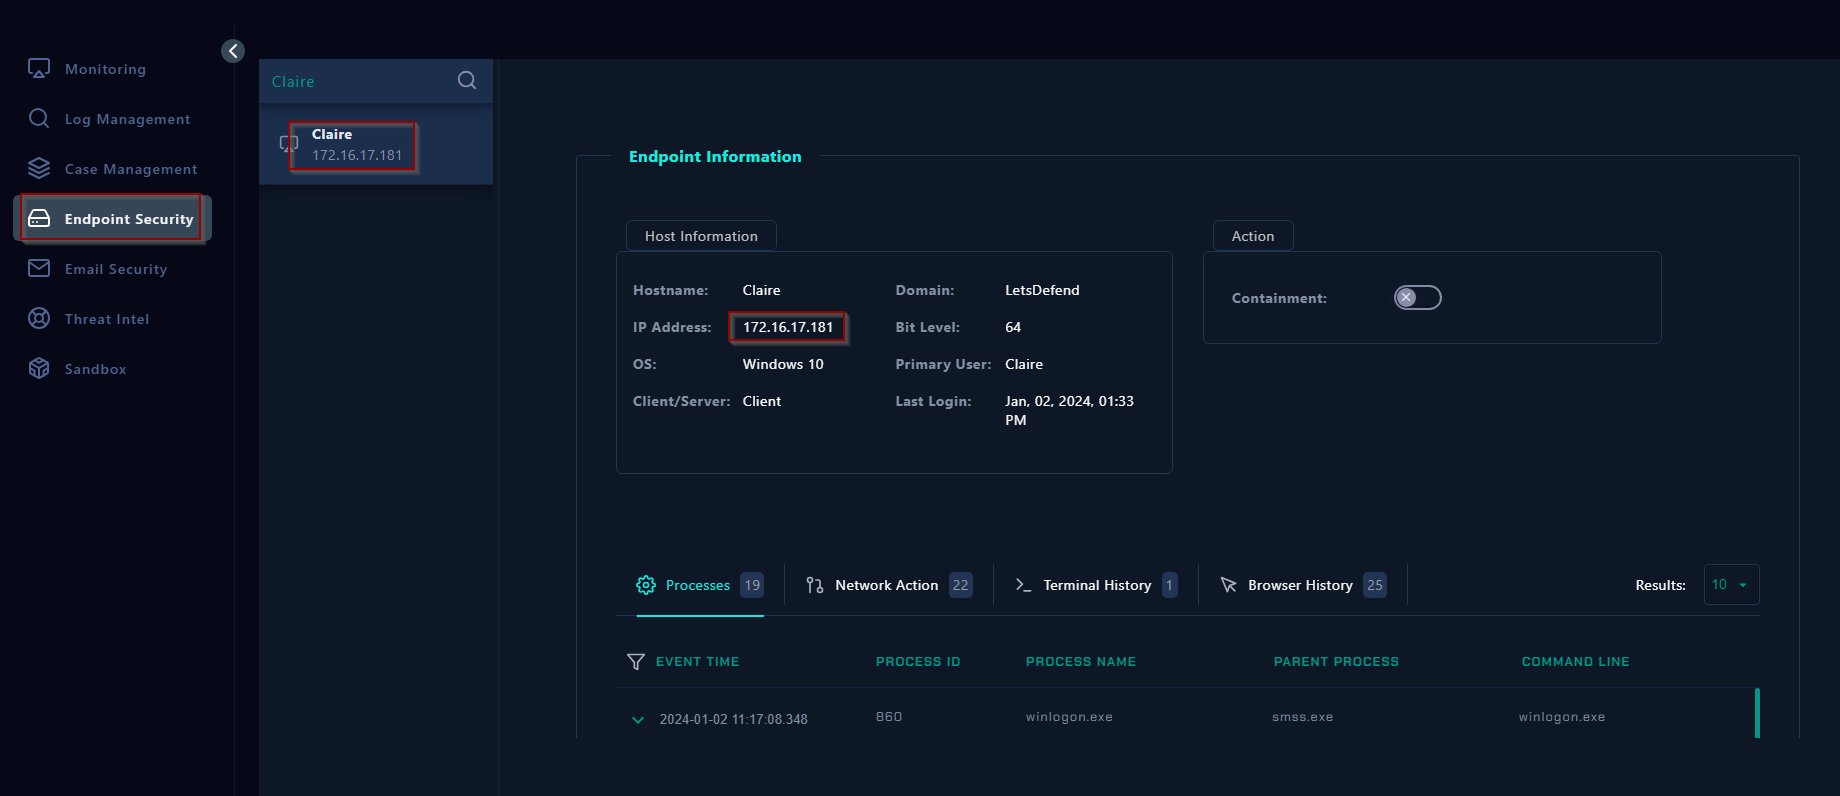 Monitoring
Log Management
Case Management
Endpoint Security
Email Security
Threat Intel
Sandbox
Claire
Claire
172.16.17.181
Endpoint Information
Host Information
Hostname: Claire Domain: LetsDefend
IP Address: 172.16.17.181 Bit Level: 64
OS: Windows 10 Primary User: Claire
Client/Server: Client Last Login: Jan, 02, 2024, 01:33
PM
Action
Containment:
Processes 19 Network Action 22 Terminal History 1 Browser History 25 Results: 10
EVENT TIME PROCESS ID PROCESS NAME PARENT PROCESS COMMAND LINE
2024-01-02 11:17:08.348 860 winlogon.exe smss.exe winlogon.exe